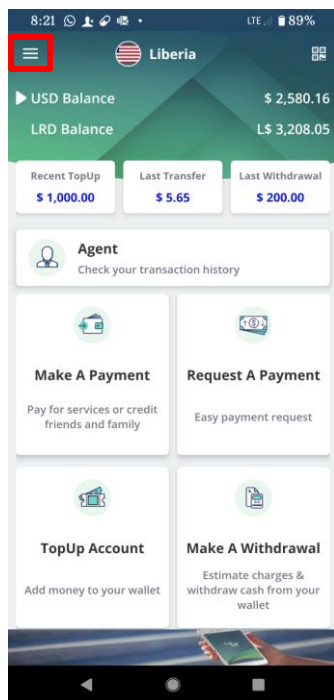 8:21
LTE 89%
Liberia
USD Balance $ 2,580.16
LRD Balance L$ 3,208.05
Recent TopUp Last Transfer Last Withdrawal
$ 1,000.00 $ 5.65 $ 200.00
Agent
Check your transaction history
Make A Payment
Pay for services or credit
friends and family
Request A Payment
Easy payment request
TopUp Account
Add money to your wallet
Make A Withdrawal
Estimate charges &
withdraw cash from your
wallet